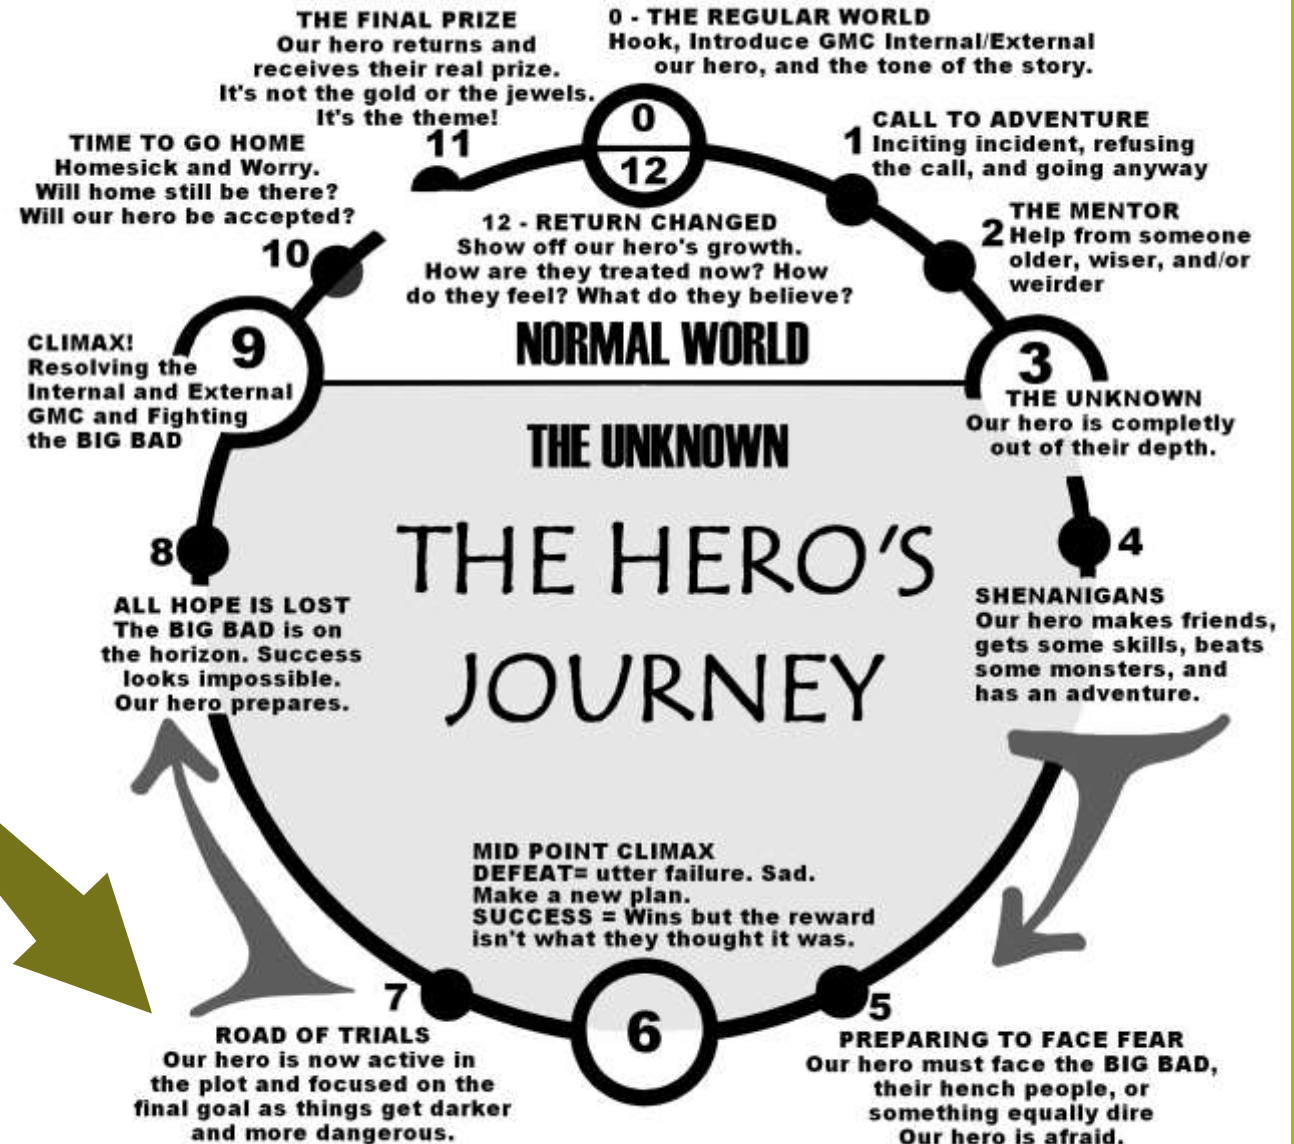 THE FINAL PRIZE
Our hero returns and
receives their real prize.
It's not the gold or the jewels.
It's the theme!
11
0 - THE REGULAR WORLD
Hook, Introduce GMC Internal/External
our hero, and the tone of the story.
0
12
1
CALL TO ADVENTURE
Inciting incident, refusing
the call, and going anyway
TIME TO GO HOME
Homesick and Worry.
Will home still be there?
Will our hero be accepted?
10
12 - RETURN CHANGED
Show off our hero's growth.
How are they treated now? How
do they feel? What do they believe?
2
THE MENTOR
Help from someone
older, wiser, and/or
weirder
NORMAL WORLD
9
CLIMAX!
Resolving the
Internal and External
GMC and Fighting
the BIG BAD
3
THE UNKNOWN
Our hero is completly
out of their depth.
THE UNKNOWN
THE HERO'S
JOURNEY
8
ALL HOPE IS LOST
The BIG BAD is on
the horizon. Success
looks impossible.
Our hero prepares.
4
SHENANIGANS
Our hero makes friends,
gets some skills, beats
some monsters, and
has an adventure.
MID POINT CLIMAX
DEFEAT= utter failure. Sad.
Make a new plan.
SUCCESS = Wins but the reward
isn't what they thought it was.
7
ROAD OF TRIALS
Our hero is now active in
the plot and focused on the
final goal as things get darker
and more dangerous.
6
5
PREPARING TO FACE FEAR
Our hero must face the BIG BAD,
their hench people, or
something equally dire
Our hero is afraid.